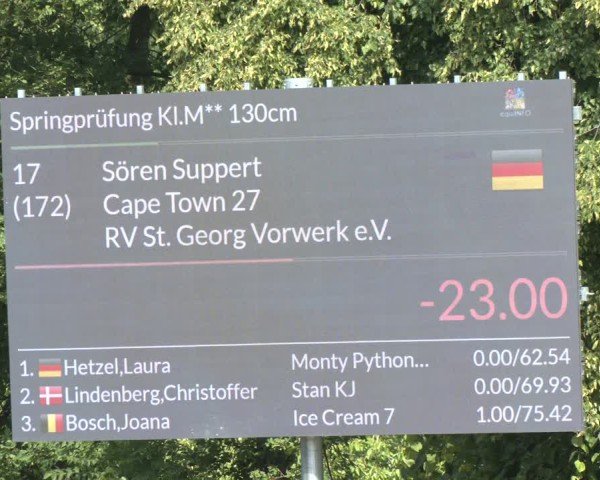 Springprüfung Kl.M** 130cm
equiNFO
17 Sören Suppert
(172) Cape Town 27
RV St. Georg Vorwerk e.V.
-23.00
1. Hetzel,Laura Monty Python... 0.00/62.54
2. Lindenberg,Christoffer Stan KJ 0.00/69.93
3. Bosch,Joana Ice Cream 7 1.00/75.42